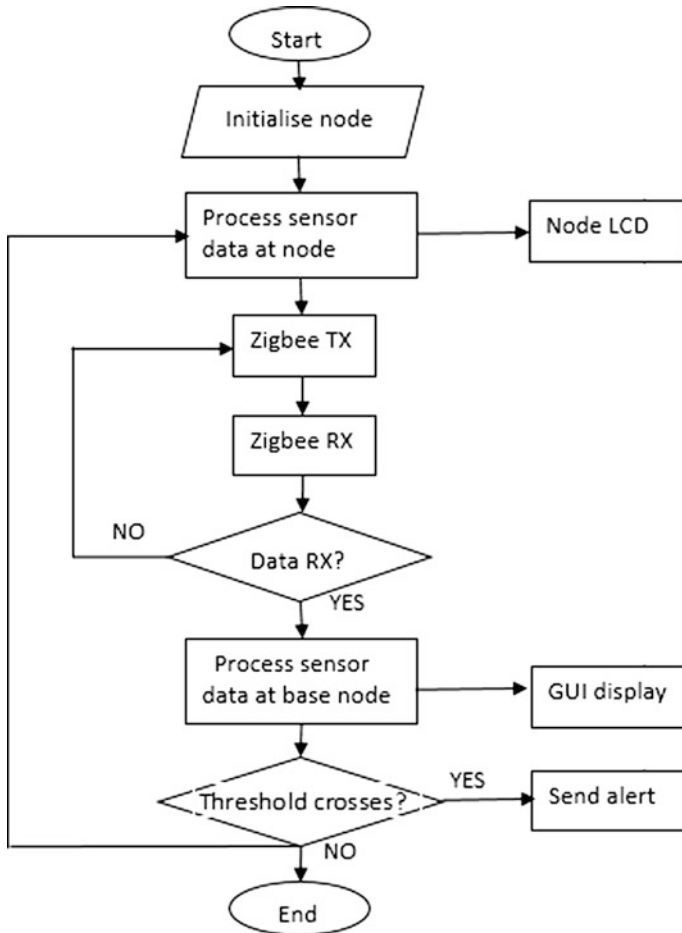 Start
Initialise node
Process sensor
data at node
Node LCD
Zigbee TX
Zigbee RX
NO
Data RX?
YES
Process sensor
data at base node
GUI display
Threshold crosses?
YES
Send alert
NO
End